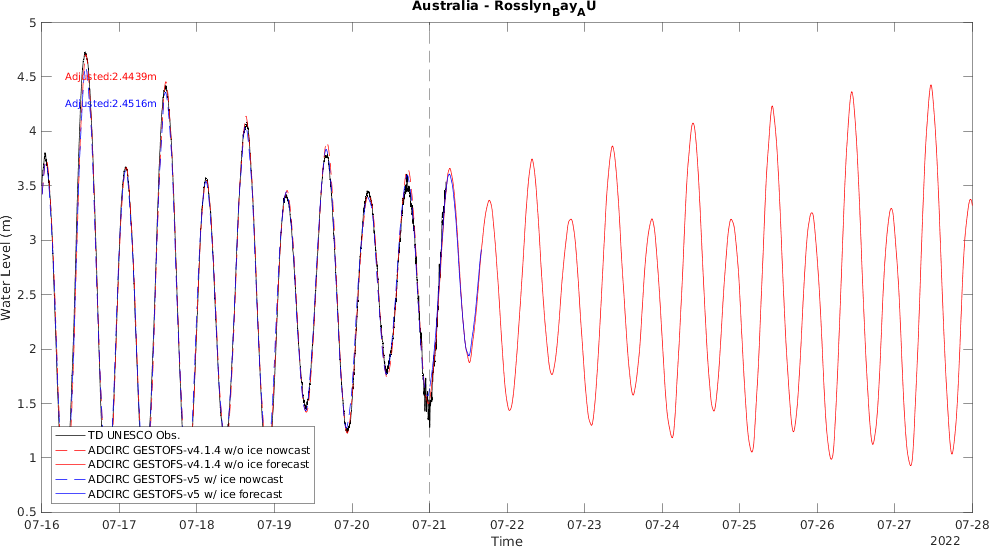 Australia - Rosslyn_Bay_AU
Water Level (m)
5
4.5
4
3.5
3
2.5
2
1.5
1
0.5
Adjusted:2.4439m
Adjusted:2.4516m
TD UNESCO Obs.
ADCIRC GESTOFS-v4.1.4 w/o ice nowcast
ADCIRC GESTOFS-v4.1.4 w/o ice forecast
ADCIRC GESTOFS-v5 w/ ice nowcast
ADCIRC GESTOFS-v5 w/ ice forecast
07-16 07-17 07-18 07-19 07-20 07-21 07-22 07-23 07-24 07-25 07-26 07-27 07-28
Time
2022